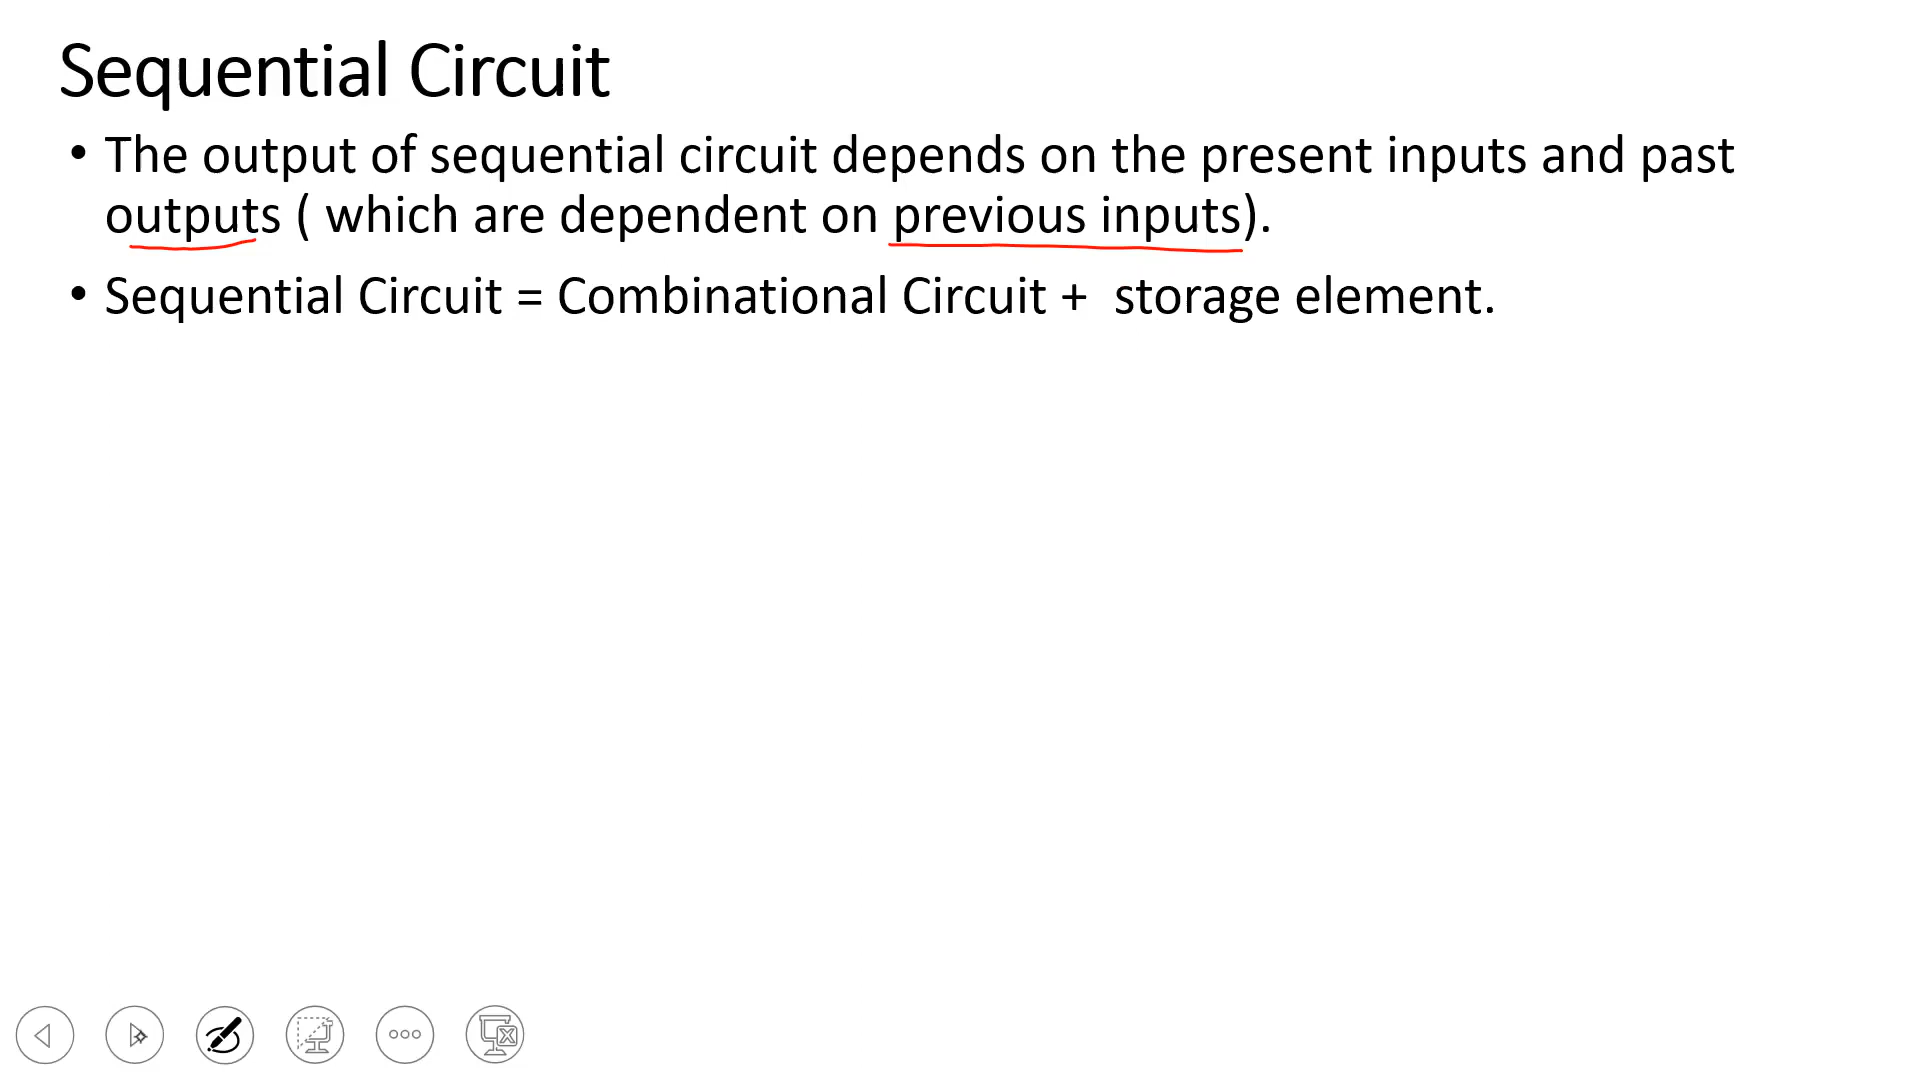 Sequential Circuit
• The output of sequential circuit depends on the present inputs and past
outputs ( which are dependent on previous inputs).
• Sequential Circuit = Combinational Circuit +  storage element.